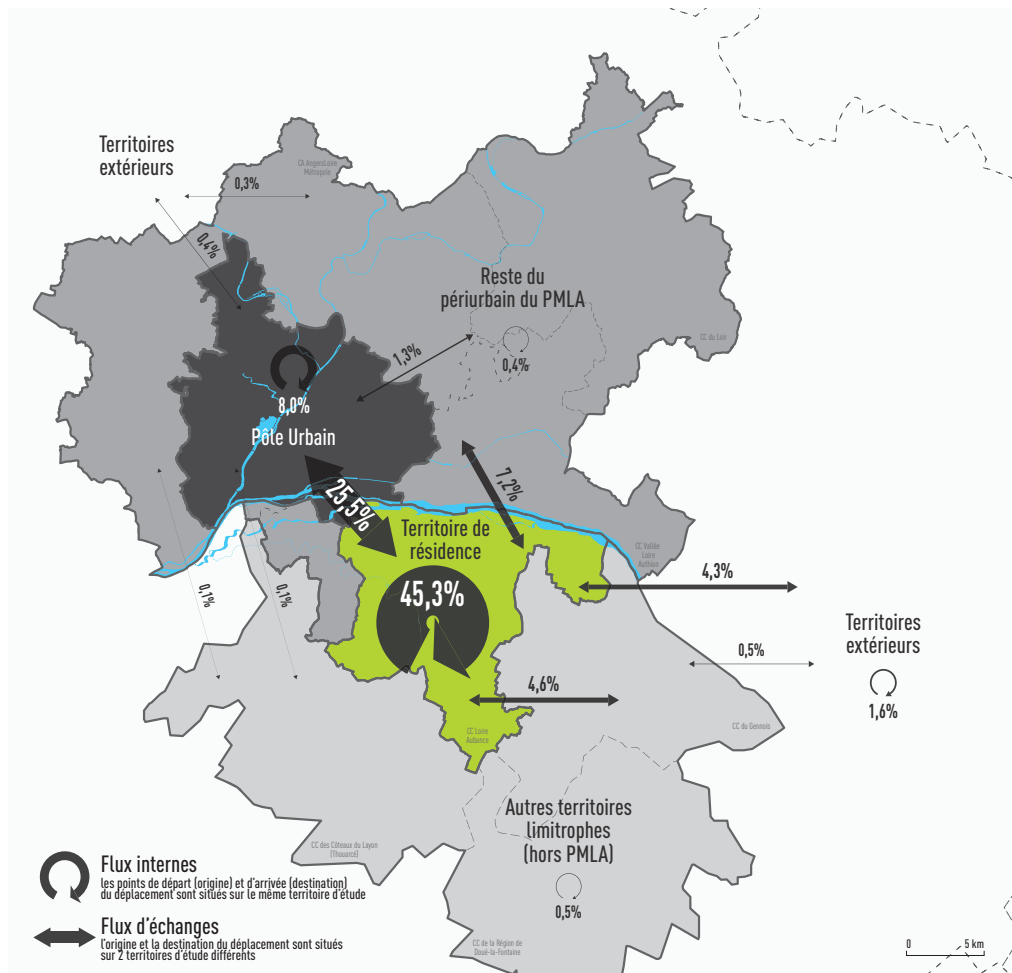 Territoires
extérieurs
CA AngersLoire
Métropole
0,3%
0,4%
Reste du
périurbain du PMLA
CC du Loir
1,3%
0,4%
8,0%
Pôle Urbain
25,5%
7,2%
Territoire de
résidence
CC Vallée
Loire
Authion
45,3%
4,3%
0,1%
0,1%
Territoires
extérieurs
0,5%
4,6%
1,6%
CC Loire
Aubance
CC du Gennois
Autres territoires
limitrophes
(hors PMLA)
CC des Côteaux du Layon
(Thouarcé)
0,5%
Flux internes
les points de départ (origine) et d'arrivée (destination)
du déplacement sont situés sur le même territoire d'étude
Flux d'échanges
l'origine et la destination du déplacement sont situés
sur 2 territoires d'étude différents
CC de la Région de
Doué-la-Fontaine
0 5 km